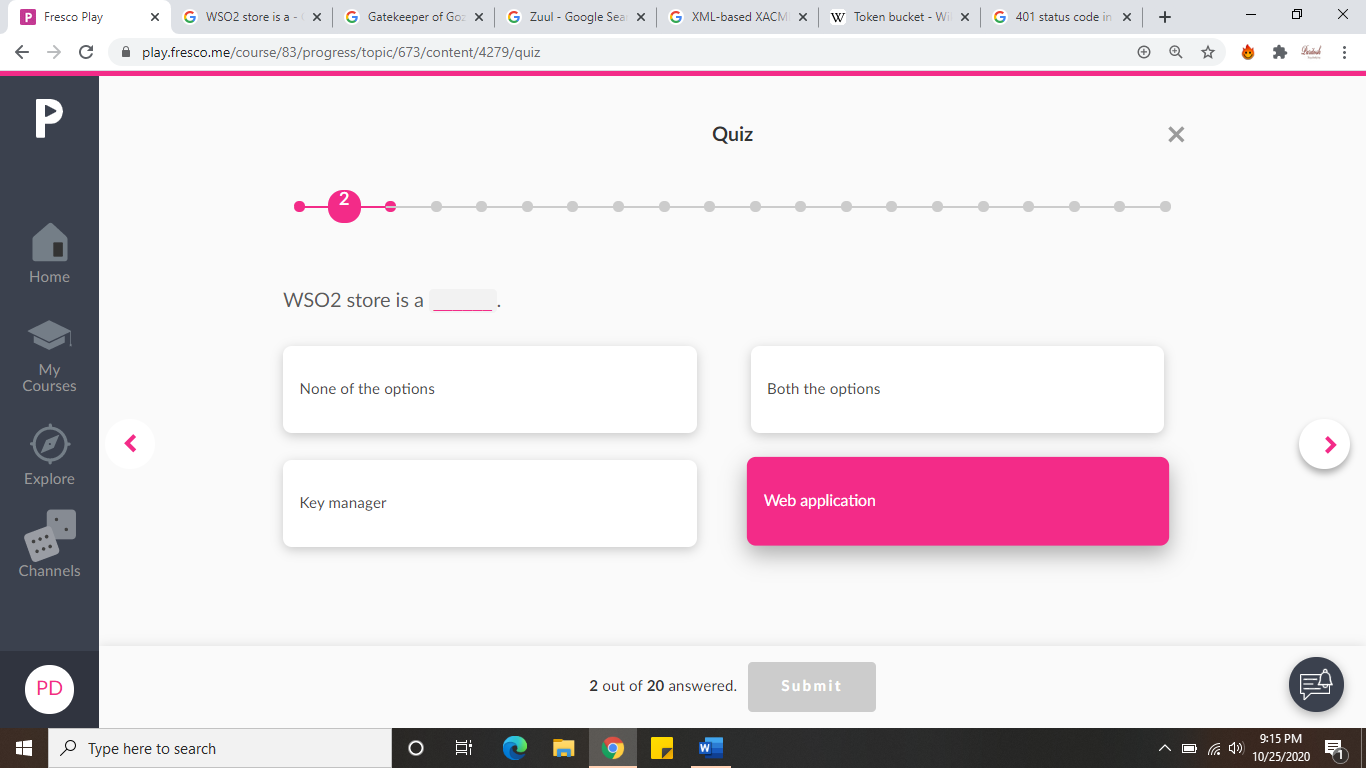 Fresco Play
WSO2 store is a -
Gatekeeper of Goz
Zuul - Google Sea
XML-based XACM
W Token bucket - Wi
401 status code in
play.fresco.me/course/83/progress/topic/673/content/4279/quiz
P
Quiz
2
WSO2 store is a ______.
None of the options
Both the options
Key manager
Web application
Home
My
Courses
Explore
Channels
PD
2 out of 20 answered.
Submit
Type here to search
9:15 PM
10/25/2020
1